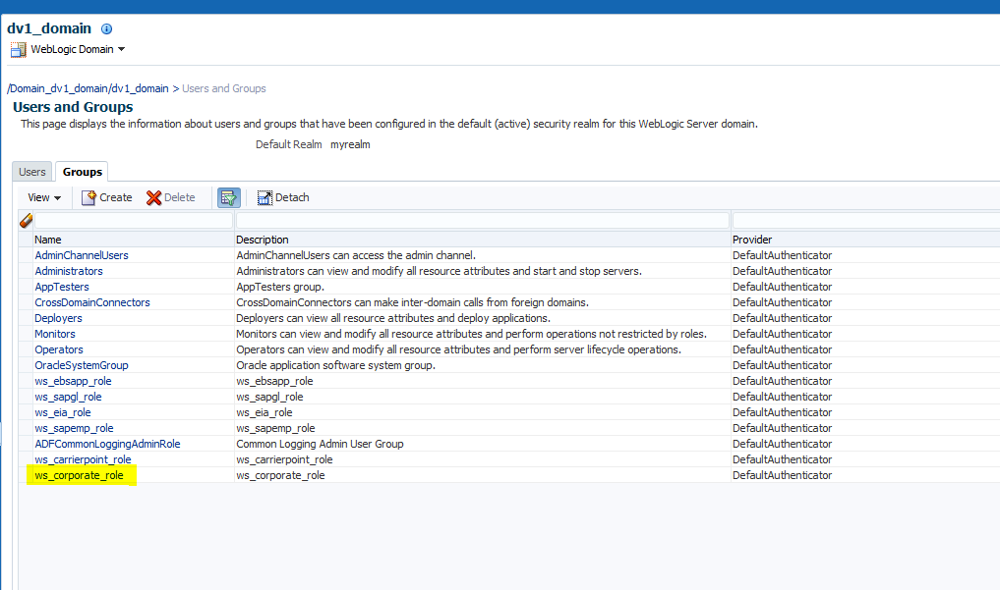 dv1_domain
WebLogic Domain
/Domain_dv1_domain/dv1_domain > Users and Groups
Users and Groups
This page displays the information about users and groups that have been configured in the default (active) security realm for this WebLogic Server domain.
Default Realm myrealm
Users Groups
View Create Delete Detach
Name Description Provider
AdminChannelUsers AdminChannelUsers can access the admin channel. DefaultAuthenticator
Administrators Administrators can view and modify all resource attributes and start and stop servers. DefaultAuthenticator
AppTesters AppTesters group. DefaultAuthenticator
CrossDomainConnectors CrossDomainConnectors can make inter-domain calls from foreign domains. DefaultAuthenticator
Deployers Deployers can view all resource attributes and deploy applications. DefaultAuthenticator
Monitors Monitors can view and modify all resource attributes and perform operations not restricted by roles. DefaultAuthenticator
Operators Operators can view and modify all resource attributes and perform server lifecycle operations. DefaultAuthenticator
OracleSystemGroup Oracle application software system group. DefaultAuthenticator
ws_ebsapp_role ws_ebsapp_role DefaultAuthenticator
ws_sapgl_role ws_sapgl_role DefaultAuthenticator
ws_eia_role ws_eia_role DefaultAuthenticator
ws_sapemp_role ws_sapemp_role DefaultAuthenticator
ADFCommonLoggingAdminRole Common Logging Admin User Group DefaultAuthenticator
ws_carrierpoint_role ws_carrierpoint_role DefaultAuthenticator
ws_corporate_role ws_corporate_role DefaultAuthenticator